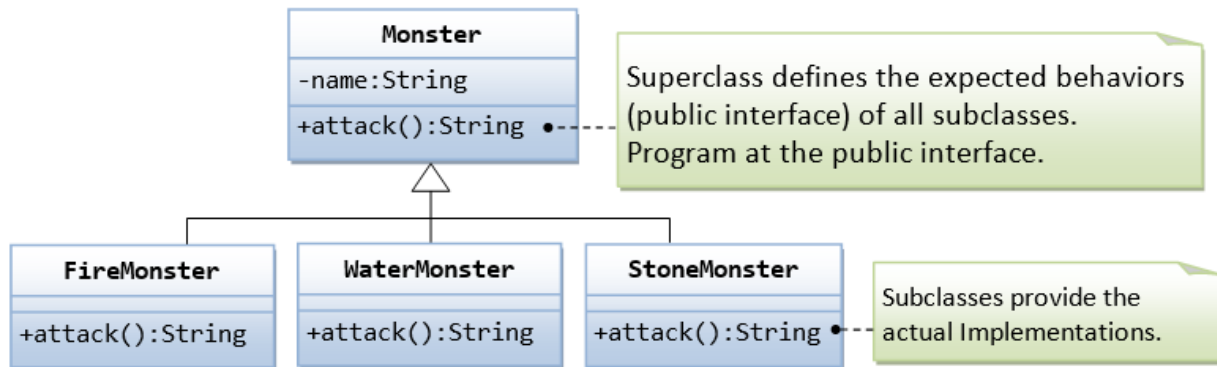 Monster
-name:String
+attack():String
Superclass defines the expected behaviors
(public interface) of all subclasses.
Program at the public interface.
FireMonster
+attack():String
WaterMonster
+attack():String
StoneMonster
+attack():String
Subclasses provide the
actual Implementations.